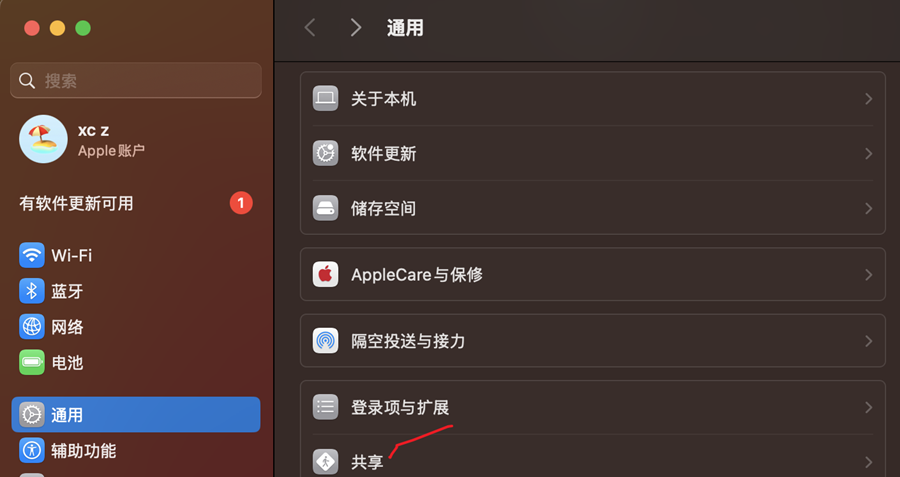 通用
搜索
xc z
Apple账户
有软件更新可用
1
Wi-Fi
蓝牙
网络
电池
通用
辅助功能
关于本机
软件更新
储存空间
AppleCare与保修
隔空投送与接力
登录项与扩展
共享